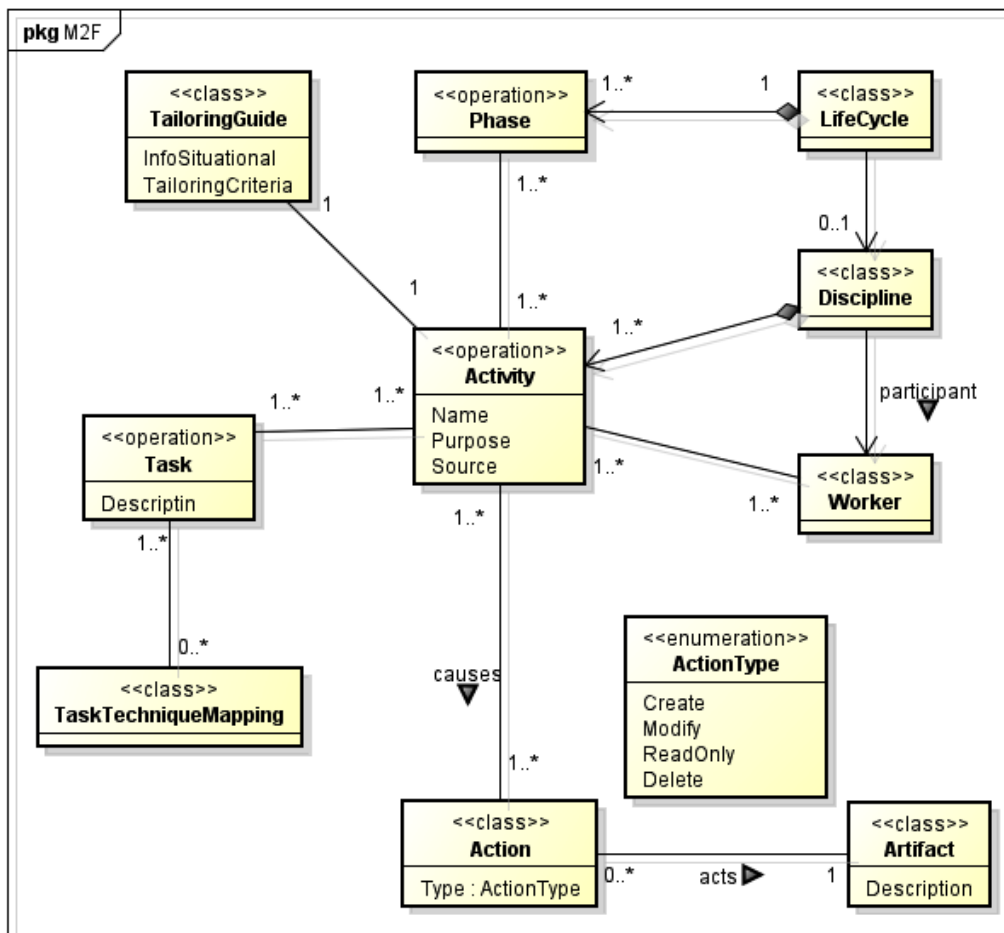 pkg M2F
<<class>>
TailoringGuide
InfoSituational
TailoringCriteria
1
<<operation>>
Phase
1..*
1
<<class>>
LifeCycle
1..*
0..1
<<class>>
Discipline
1
1..*
1..*
<<operation>>
Activity
Name
Purpose
Source
participant
1..*
1..*
<<operation>>
Task
Descriptin
1..*
1..*
<<class>>
Worker
1..*
1..*
0..*
<<class>>
TaskTechniqueMapping
causes
1..*
<<enumeration>>
ActionType
Create
Modify
ReadOnly
Delete
<<class>>
Action
Type : ActionType
0..*
acts
1
<<class>>
Artifact
Description